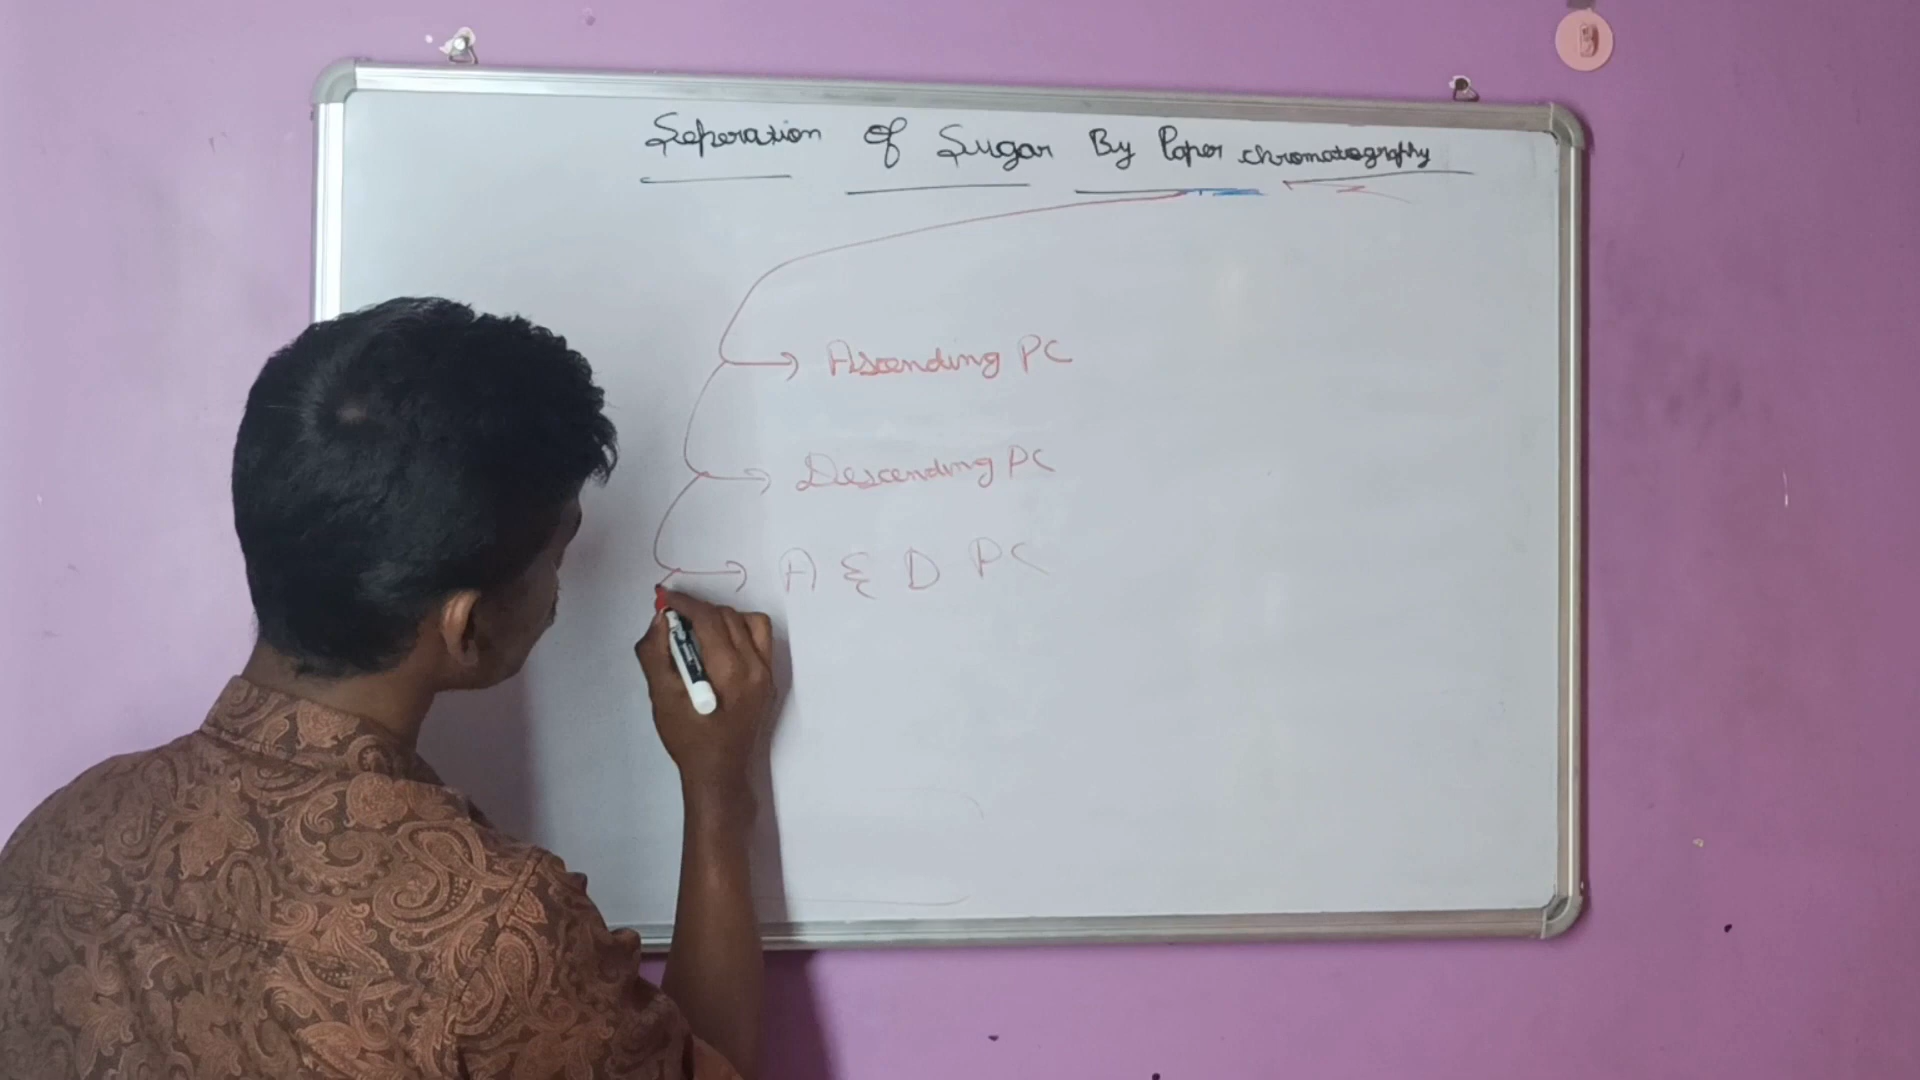 Seperation Of Sugar By Paper chromatography
Ascending PC
Descending PC
A & D PC